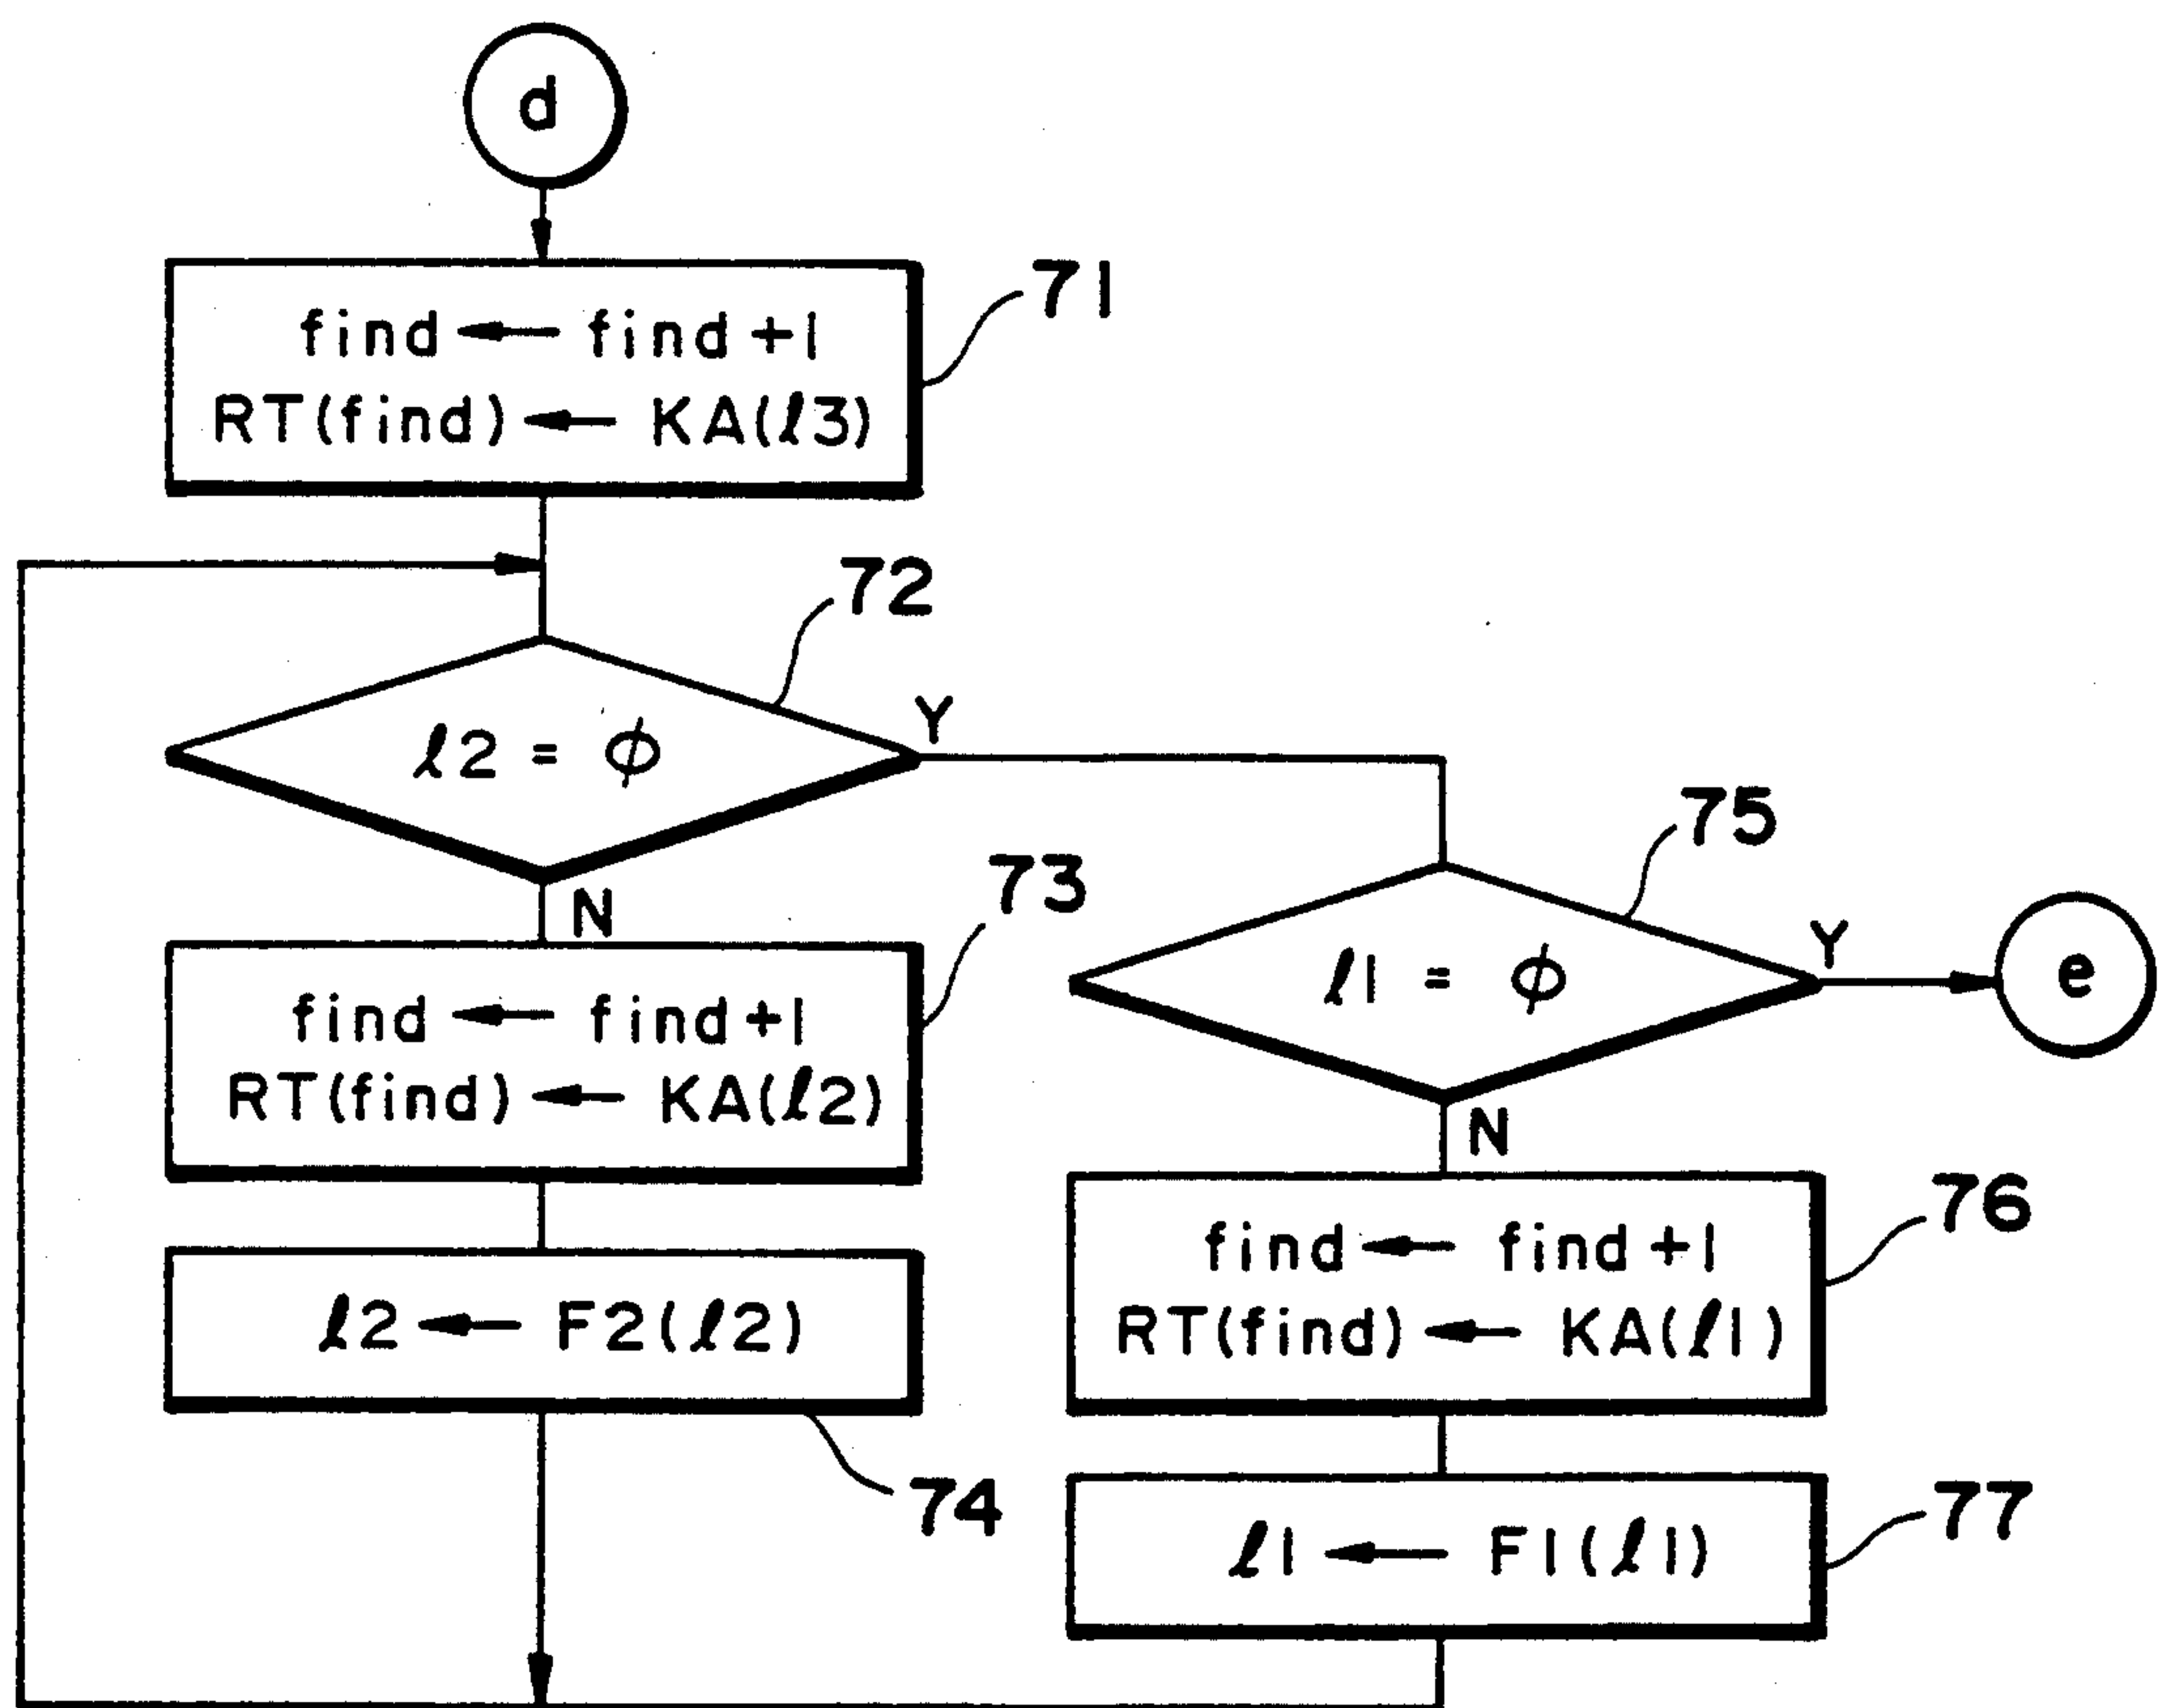 d
71
find ← find +1
RT(find) ← KA(ℓ3)
72
ℓ2 = ϕ
Y
N
73
find ← find+1
RT(find) ← KA(ℓ2)
ℓ2 ← F2(ℓ2)
74
75
ℓ1 = ϕ
Y
e
N
76
find ← find +1
RT(find) ← KA(ℓ1)
77
ℓ1 ← F1(ℓ1)